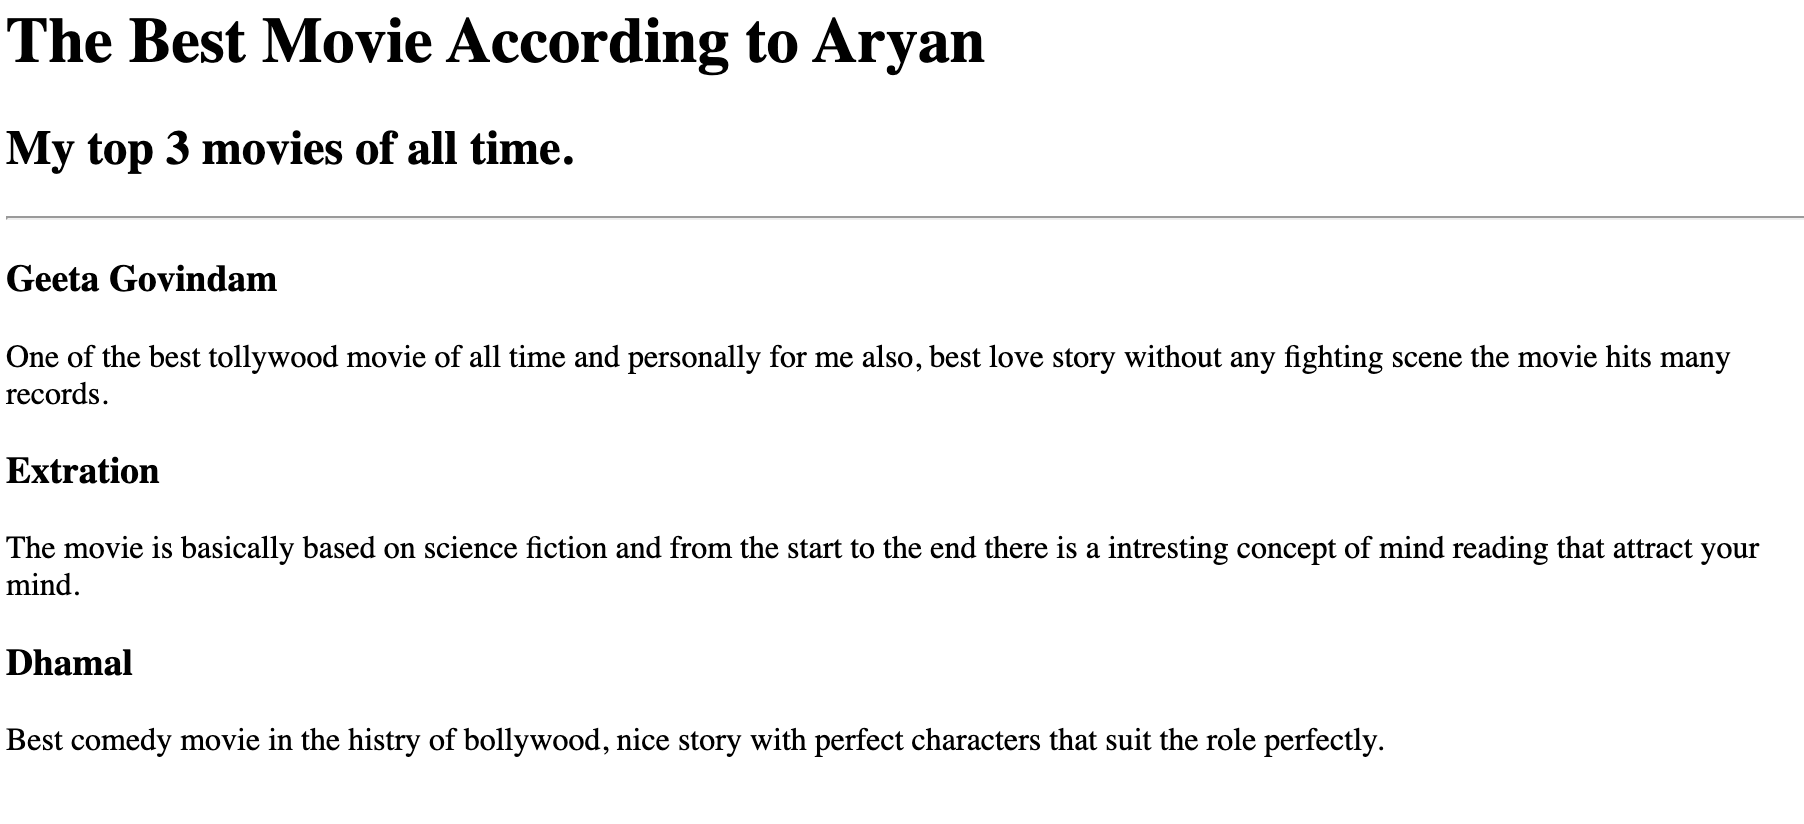 The Best Movie According to Aryan
My top 3 movies of all time.
Geeta Govindam
One of the best tollywood movie of all time and personally for me also, best love story without any fighting scene the movie hits many
records.
Extration
The movie is basically based on science fiction and from the start to the end there is a intresting concept of mind reading that attract your
mind.
Dhamal
Best comedy movie in the histry of bollywood, nice story with perfect characters that suit the role perfectly.